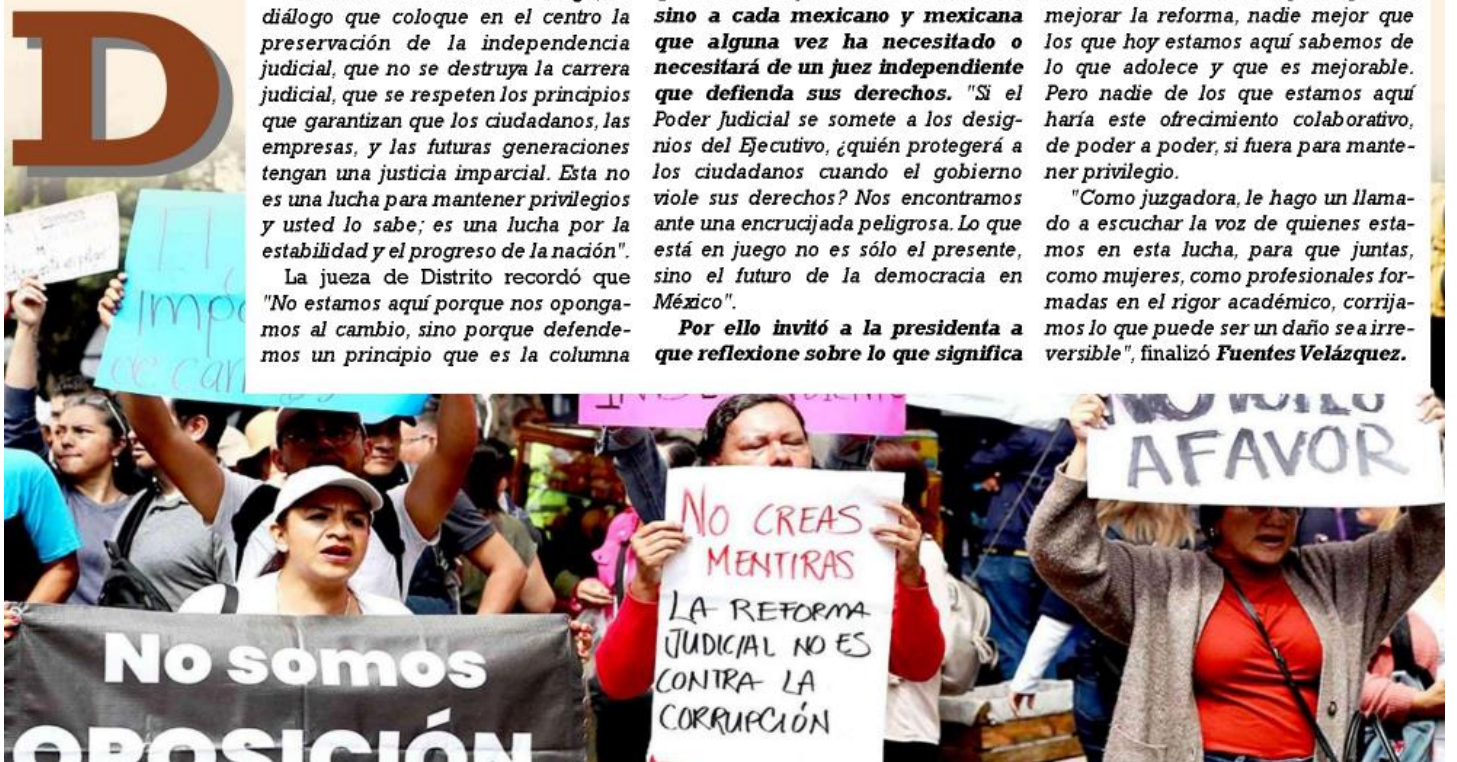 D
diálogo que coloque en el centro la
preservación de la independencia
judicial, que no se destruya la carrera
judicial, que se respeten los principios
que garantizan que los ciudadanos, las
empresas, y las futuras generaciones
tengan una justicia imparcial. Esta no
es una lucha para mantener privilegios
y usted lo sabe; es una lucha por la
estabilidad y el progreso de la nación".
La jueza de Distrito recordó que
"No estamos aquí porque nos oponga-
mos al cambio, sino porque defende-
mos un principio que es la columna
sino a cada mexicano y mexicana
que alguna vez ha necesitado o
necesitará de un juez independiente
que defienda sus derechos. "Si el
Poder Judicial se somete a los desig-
nios del Ejecutivo, ¿quién protegerá a
los ciudadanos cuando el gobierno
viole sus derechos? Nos encontramos
ante una encrucijada peligrosa. Lo que
está en juego no es sólo el presente,
sino el futuro de la democracia en
México".
Por ello invitó a la presidenta a
que reflexione sobre lo que significa
mejorar la reforma, nadie mejor que
los que hoy estamos aquí sabemos de
lo que adolece y que es mejorable.
Pero nadie de los que estamos aquí
haría este ofrecimiento colaborativo,
de poder a poder, si fuera para mante-
ner privilegio.
"Como juzgadora, le hago un llama-
do a escuchar la voz de quienes esta-
mos en esta lucha, para que juntas,
como mujeres, como profesionales for-
madas en el rigor académico, corrija-
mos lo que puede ser un daño sea irre-
versible", finalizó Fuentes Velázquez.
El
de car
No somos
OPOSICIÓN
NO CREAS
MENTIRAS
LA REFORMA
JUDICIAL NO ES
CONTRA LA
CORRUPCIÓN
A FAVOR